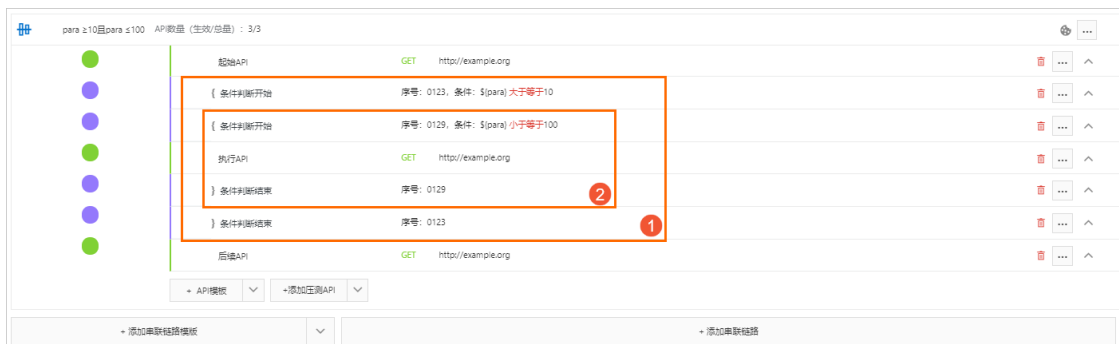 para ≥10且para ≤100 API数量（生效/总量）: 3/3 ...
起始API GET http://example.org ...
{ 条件判断开始 序号: 0123, 条件: ${para} 大于等于10 ...
{ 条件判断开始 序号: 0129, 条件: ${para} 小于等于100 ...
执行API GET http://example.org ...
} 条件判断结束 序号: 0129 2 ...
} 条件判断结束 序号: 0123 1 ...
后续API GET http://example.org ...
+ API模板 +添加压测API
+ 添加串联链路模版 + 添加串联链路